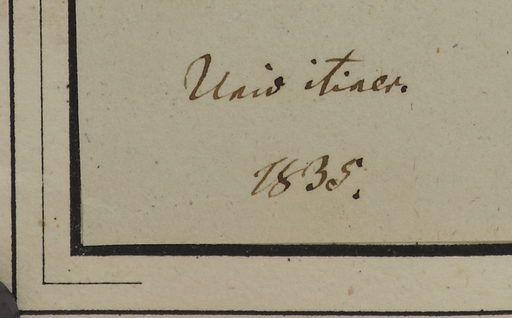 Unio itiner.
1835.